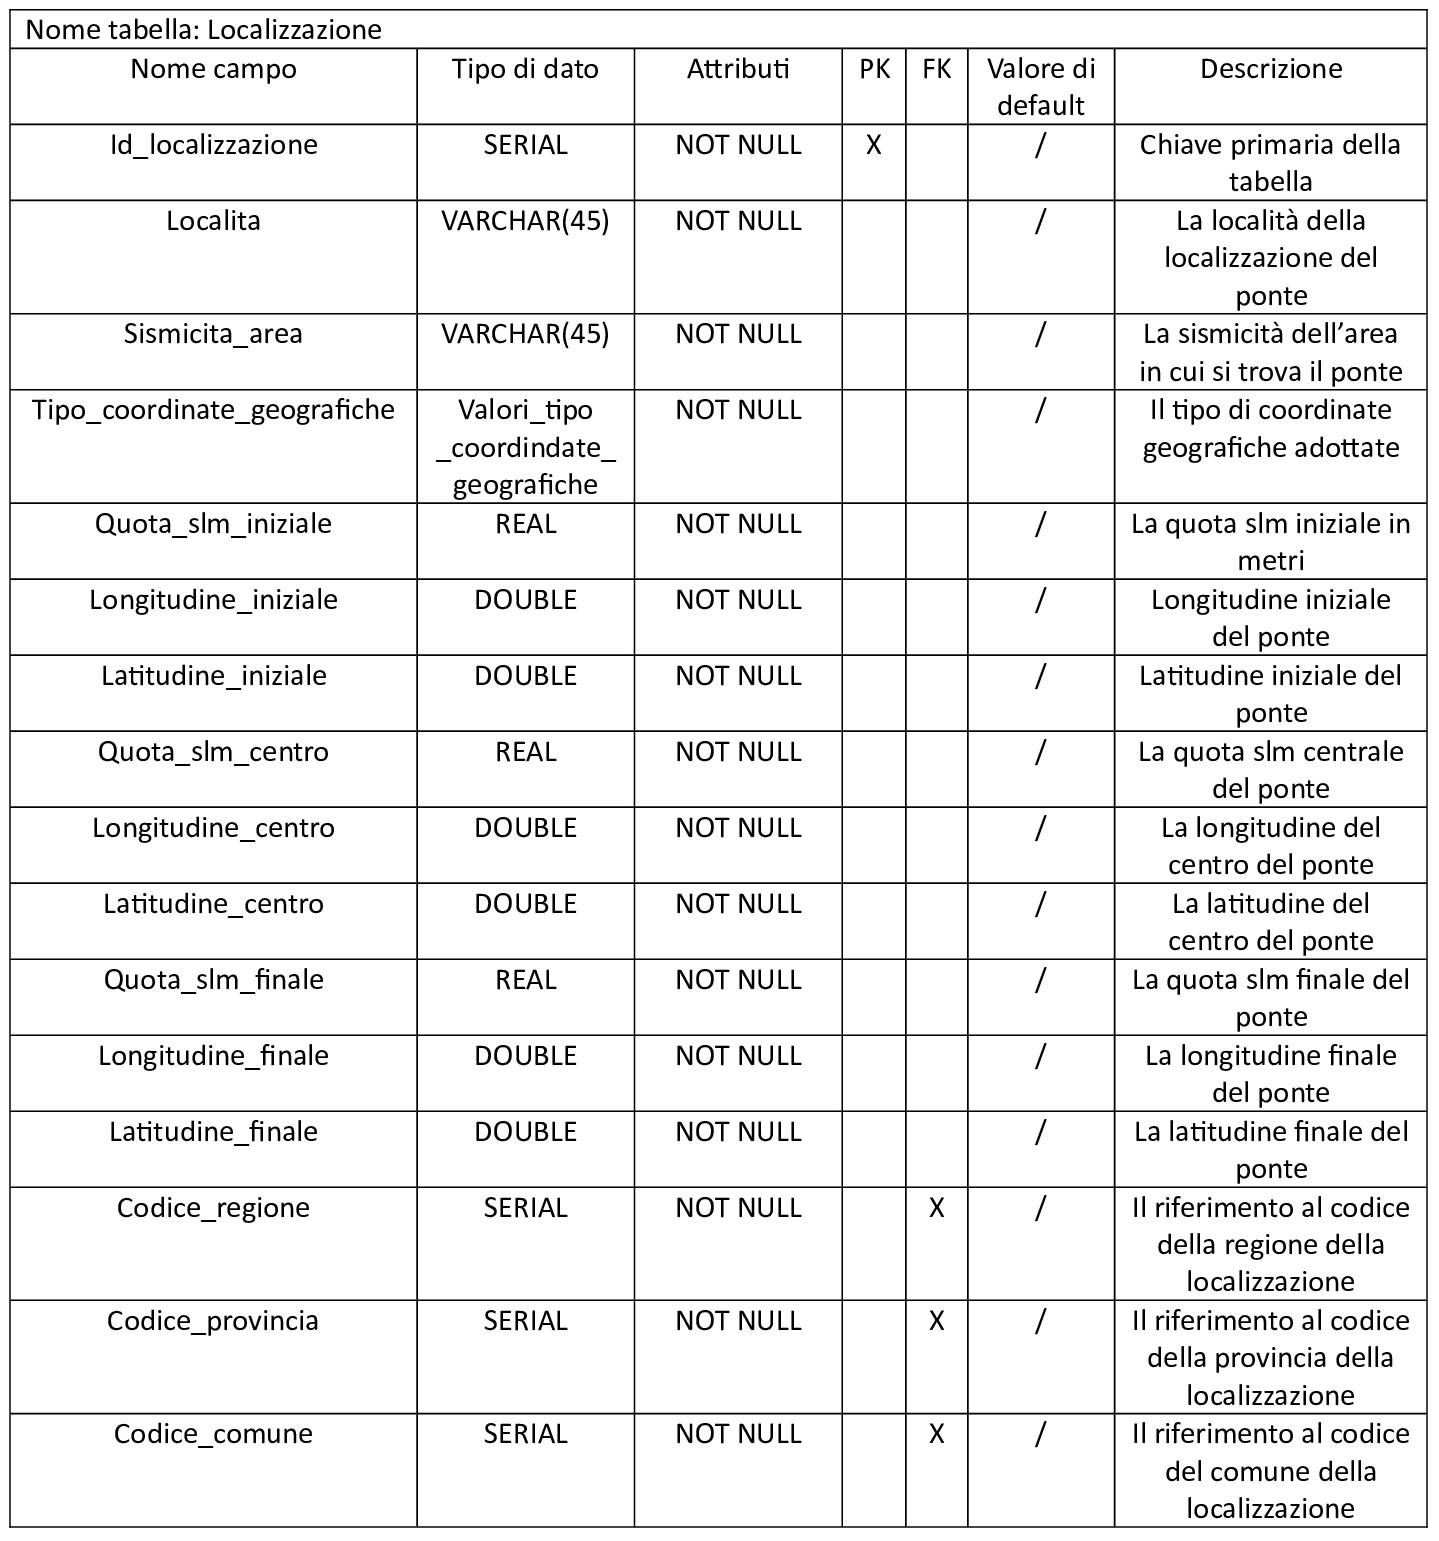 Nome tabella: Localizzazione
Nome campo Tipo di dato Attributi PK FK Valore di default Descrizione
Id_localizzazione SERIAL NOT NULL X / Chiave primaria della
tabella
Localita VARCHAR(45) NOT NULL / La località della
localizzazione del
ponte
Sismicita_area VARCHAR(45) NOT NULL / La sismicità dell’area
in cui si trova il ponte
Tipo_coordinate_geografiche Valori_tipo NOT NULL / Il tipo di coordinate
_coordindate_ geografiche adottate
geografiche
Quota_slm_iniziale REAL NOT NULL / La quota slm iniziale in
metri
Longitudine_iniziale DOUBLE NOT NULL / Longitudine iniziale
del ponte
Latitudine_iniziale DOUBLE NOT NULL / Latitudine iniziale del
ponte
Quota_slm_centro REAL NOT NULL / La quota slm centrale
del ponte
Longitudine_centro DOUBLE NOT NULL / La longitudine del
centro del ponte
Latitudine_centro DOUBLE NOT NULL / La latitudine del
centro del ponte
Quota_slm_finale REAL NOT NULL / La quota slm finale del
ponte
Longitudine_finale DOUBLE NOT NULL / La longitudine finale
del ponte
Latitudine_finale DOUBLE NOT NULL / La latitudine finale del
ponte
Codice_regione SERIAL NOT NULL X / Il riferimento al codice
della regione della
localizzazione
Codice_provincia SERIAL NOT NULL X / Il riferimento al codice
della provincia della
localizzazione
Codice_comune SERIAL NOT NULL X / Il riferimento al codice
del comune della
localizzazione